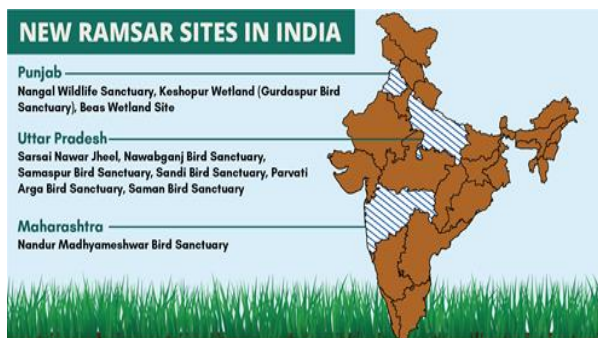 NEW RAMSAR SITES IN INDIA
Punjab
Nangal Wildlife Sanctuary, Keshopur Wetland (Gurdaspur Bird
Sanctuary), Beas Wetland Site
Uttar Pradesh
Sarsai Nawar Jheel, Nawabganj Bird Sanctuary,
Samaspur Bird Sanctuary, Sandi Bird Sanctuary, Parvati
Arga Bird Sanctuary, Saman Bird Sanctuary
Maharashtra
Nandur Madhyameshwar Bird Sanctuary